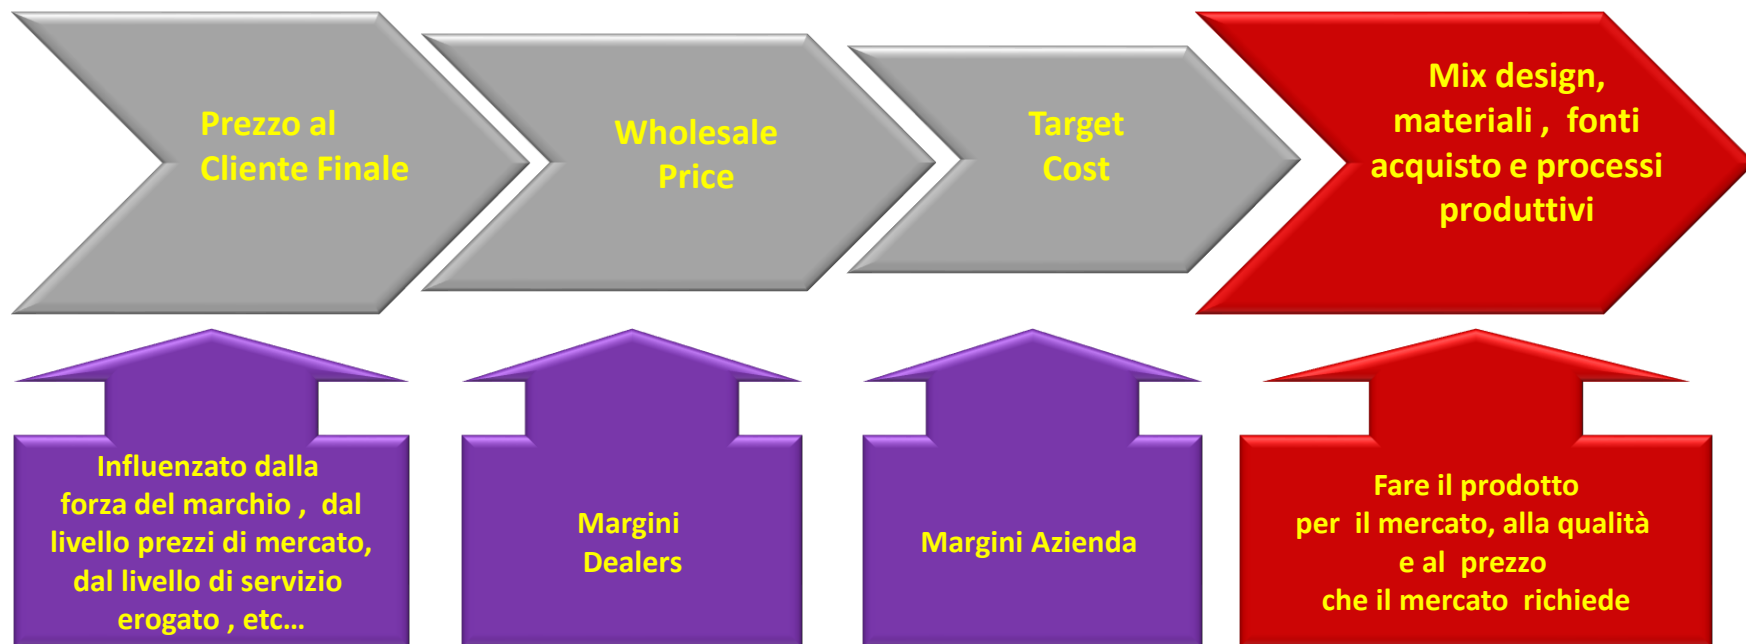 Prezzo al
Cliente Finale
Wholesale
Price
Target
Cost
Mix design,
materiali , fonti
acquisto e processi
produttivi
Influenzato dalla
forza del marchio , dal
livello prezzi di mercato,
dal livello di servizio
erogato , etc...
Margini
Dealers
Margini Azienda
Fare il prodotto
per il mercato, alla qualità
e al prezzo
che il mercato richiede